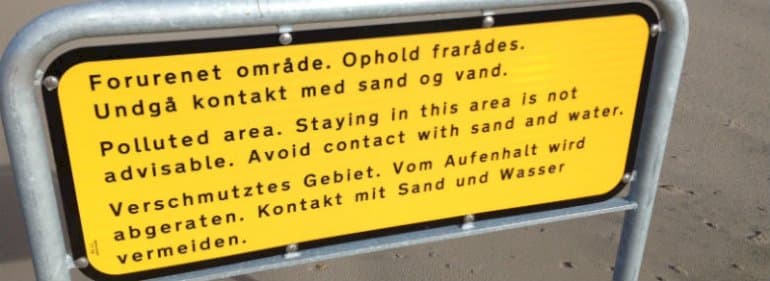 Forurenet område. Ophold frarådes.
Undgå kontakt med sand og vand.
Polluted area. Staying in this area is not
advisable. Avoid contact with sand and water.
Verschmutztes Gebiet. Vom Aufenhalt wird
abgeraten. Kontakt mit Sand und Wasser
vermeiden.